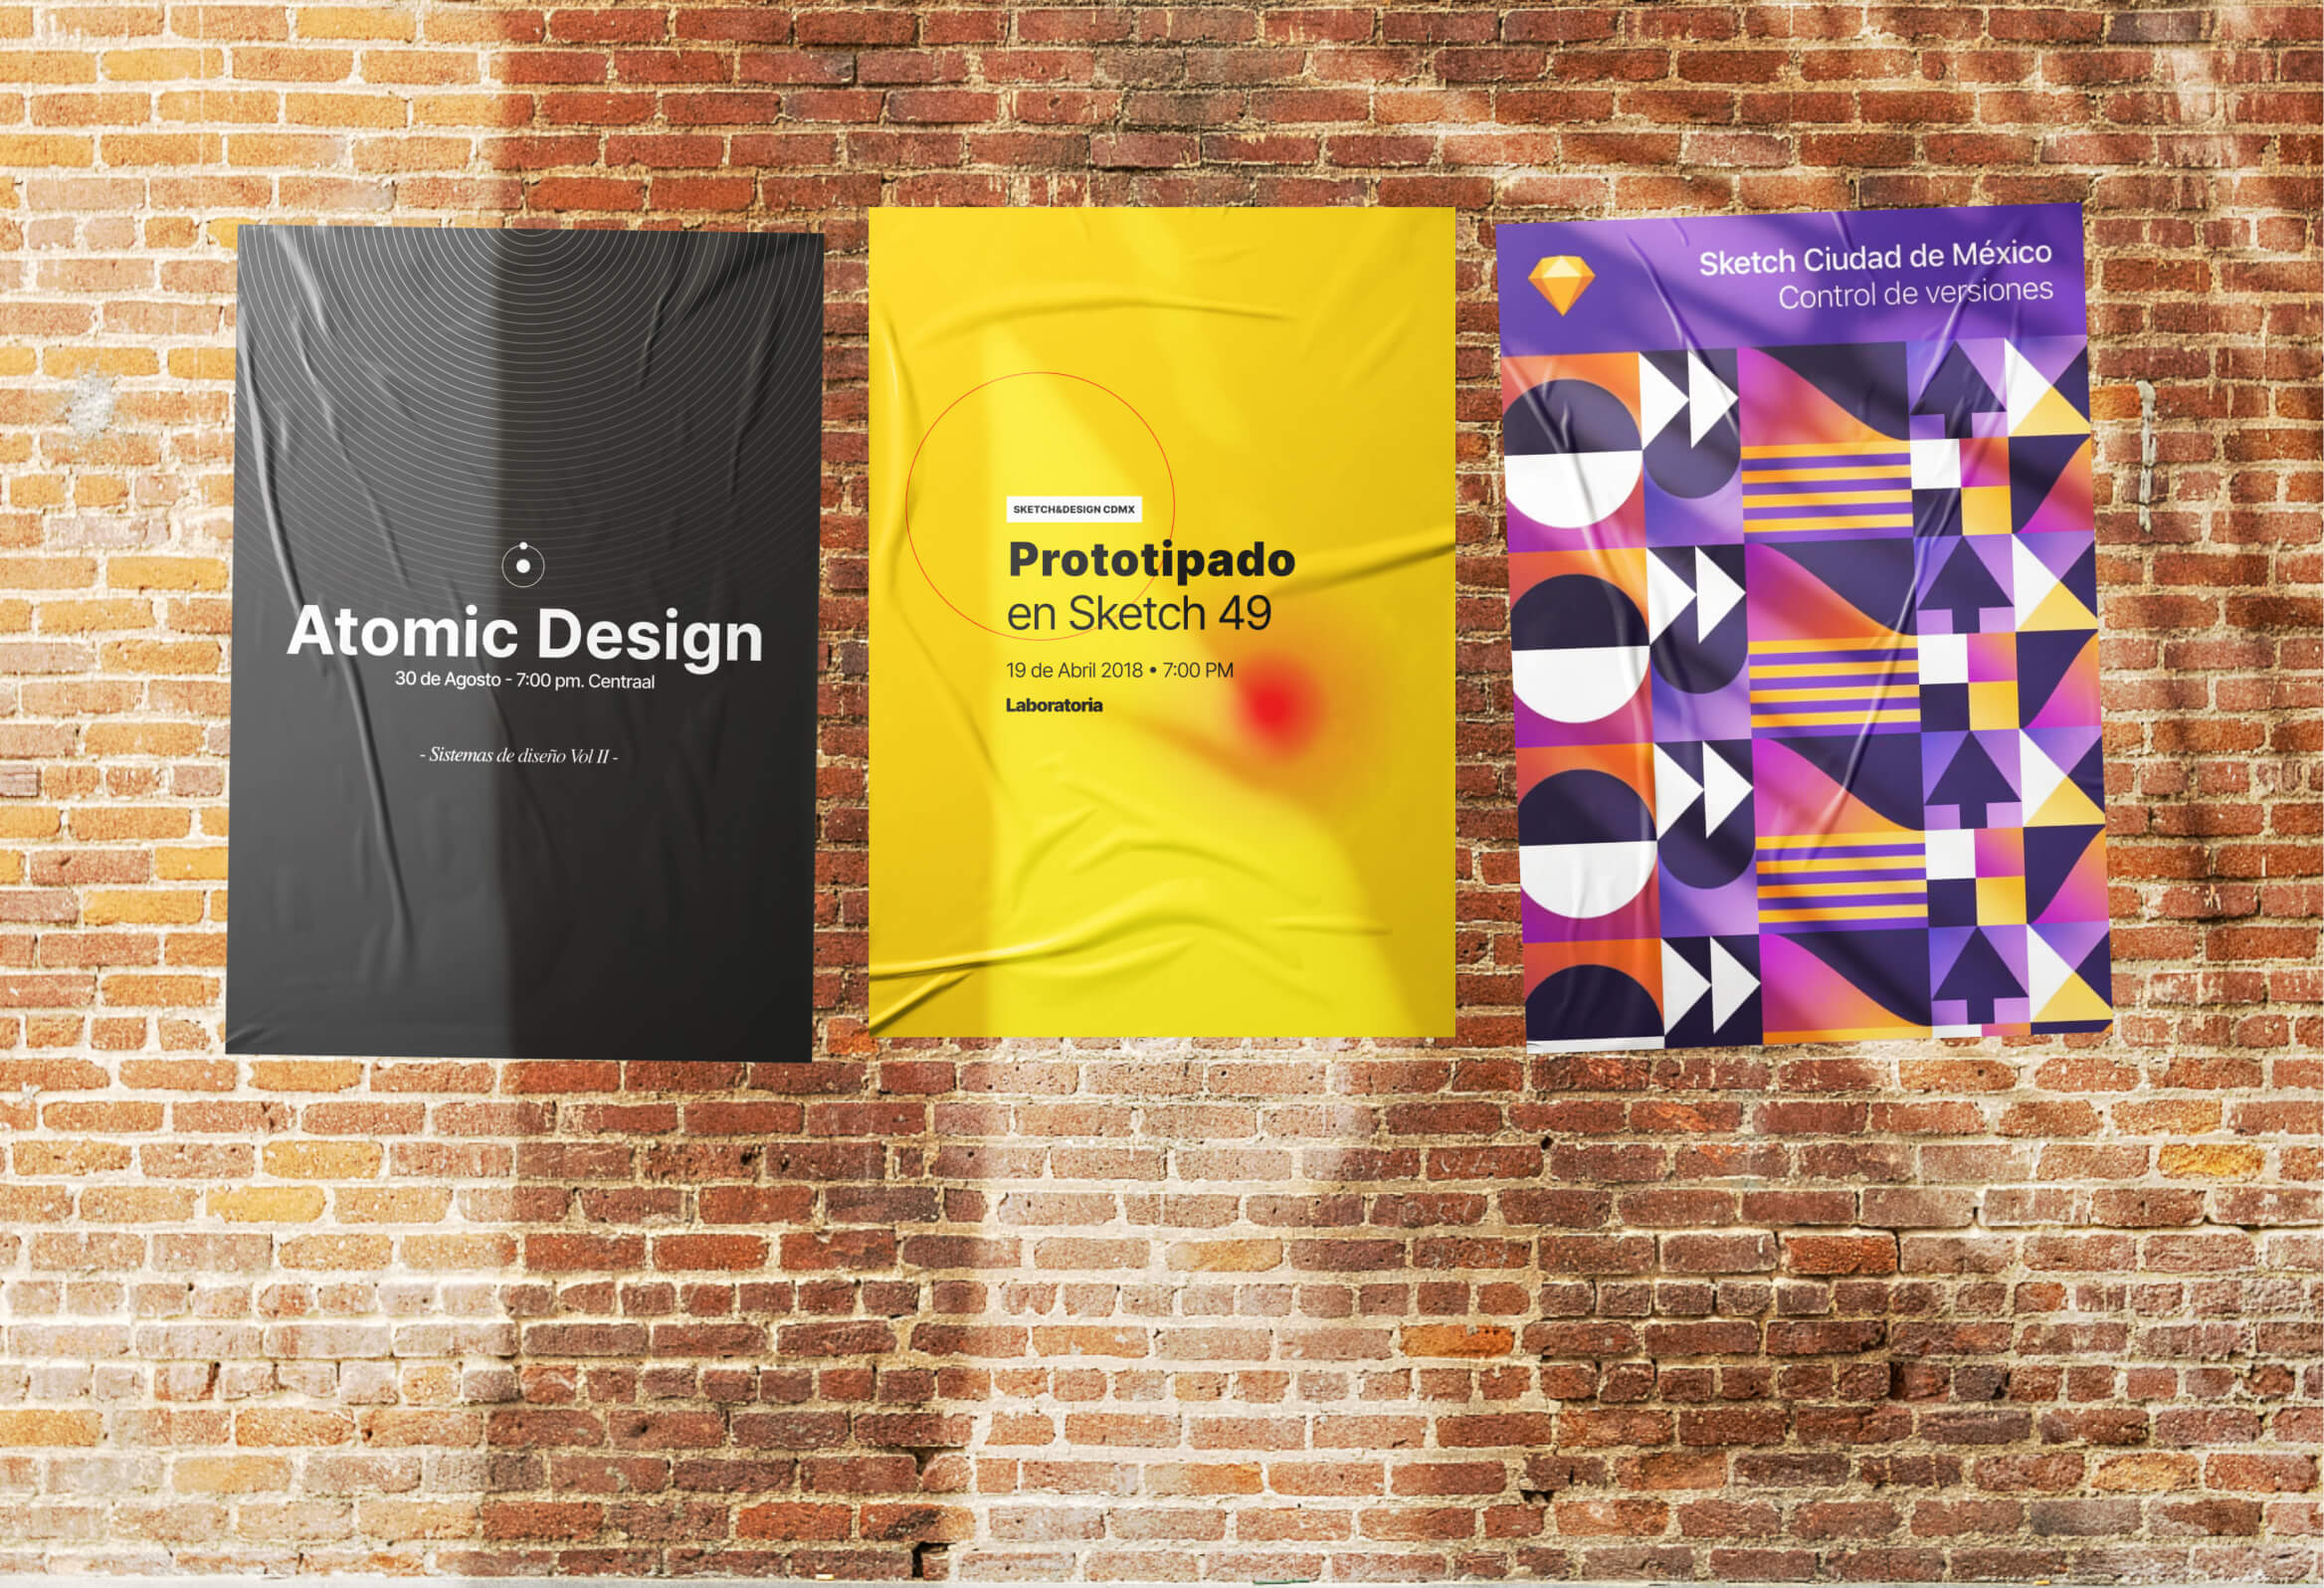 Atomic Design
30 de Agosto - 7:00 pm. Centraal
- Sistemas de diseño Vol II -
SKETCH&DESIGN CDMX
Prototipado
en Sketch 49
19 de Abril 2018 • 7:00 PM
Laboratoria
Sketch Ciudad de México
Control de versiones